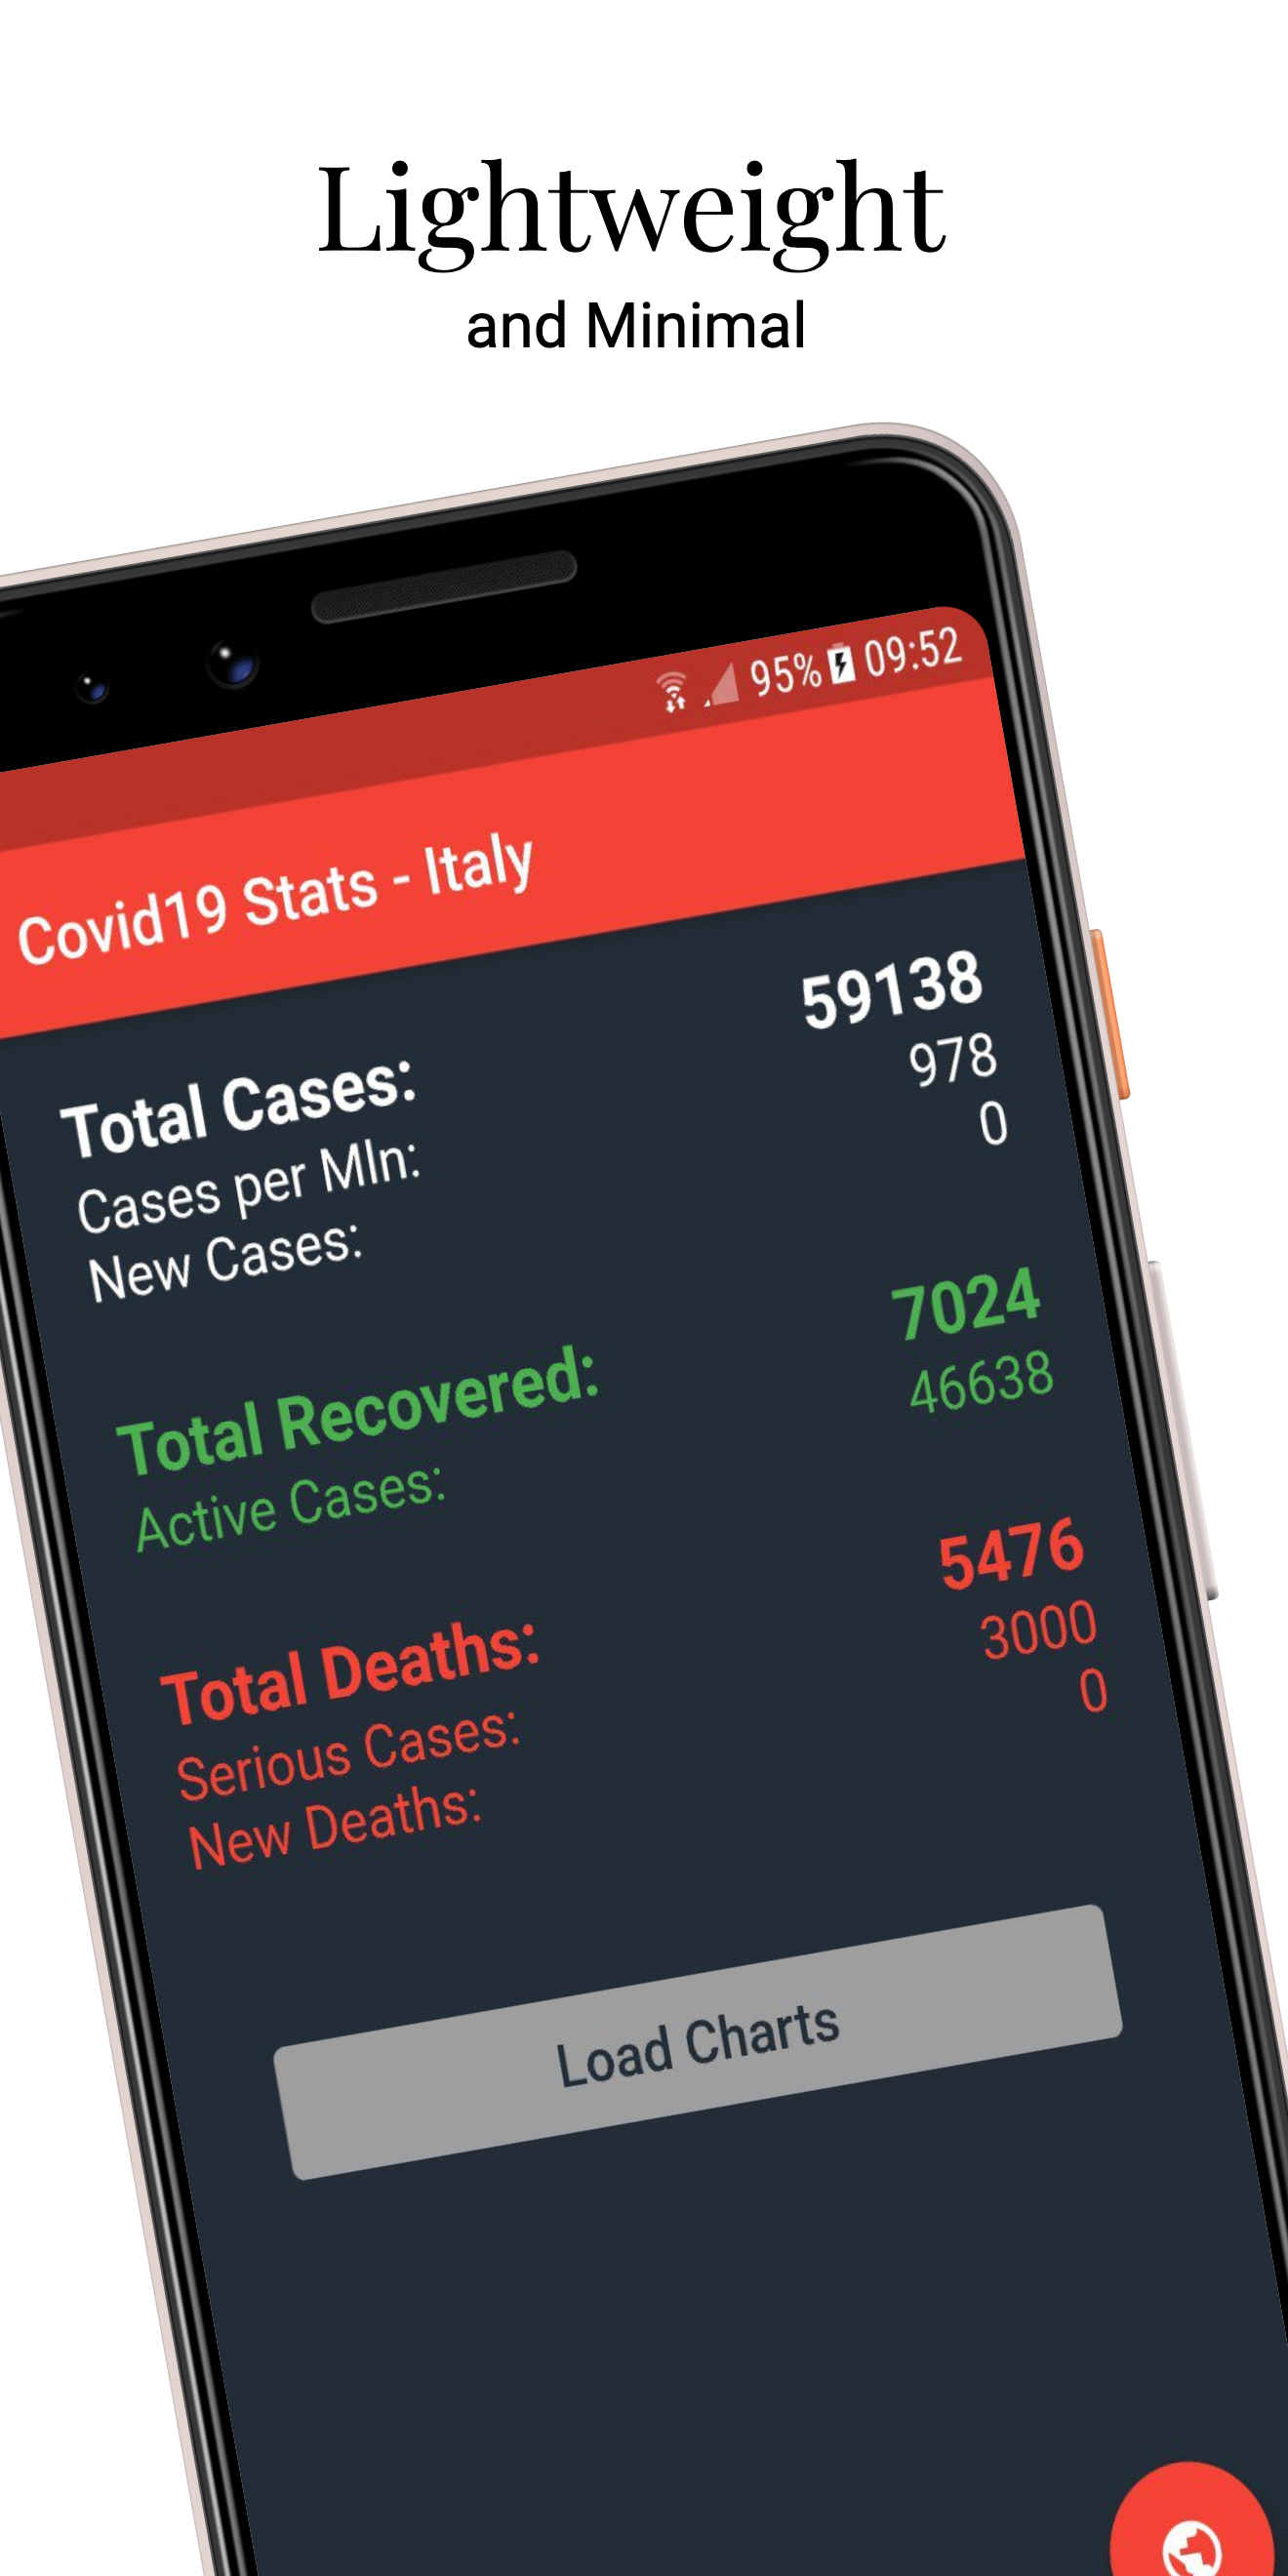 Lightweight
and Minimal
95% 09:52
Covid19 Stats - Italy
Total Cases: 59138
Cases per Mln: 978
New Cases: 0
Total Recovered: 7024
Active Cases: 46638
Total Deaths: 5476
Serious Cases: 3000
New Deaths: 0
Load Charts